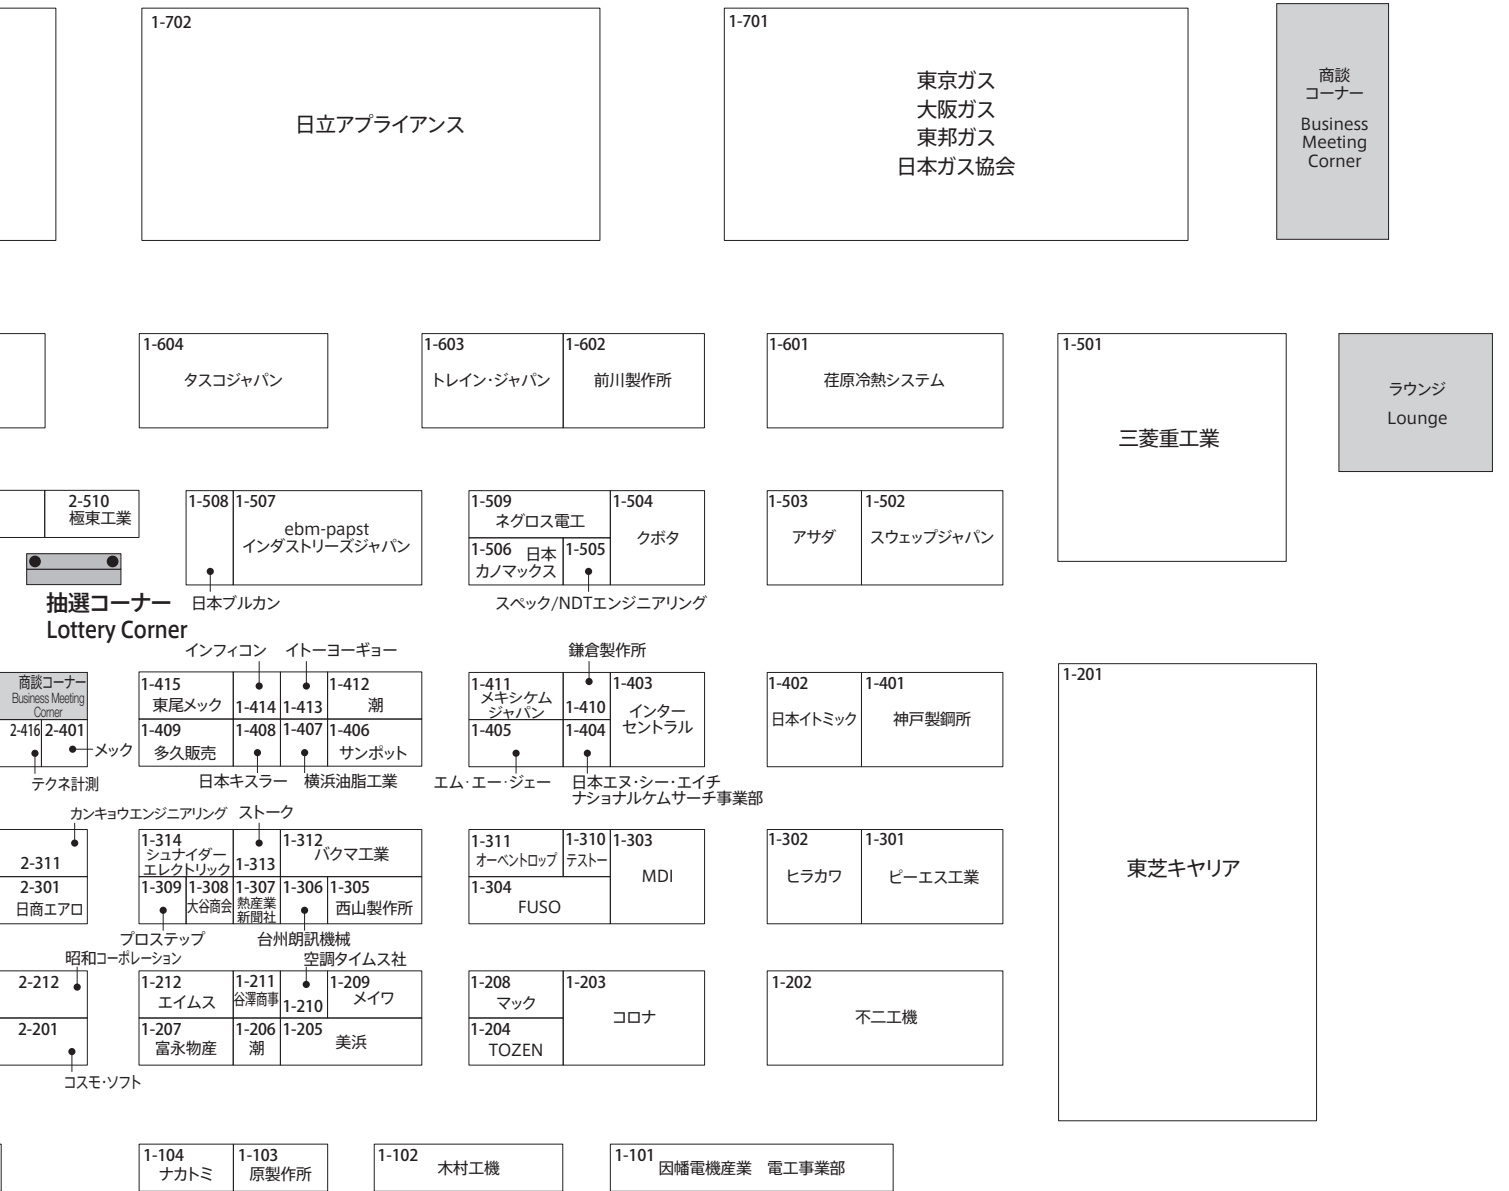 1-702
日立アプライアンス
1-701
東京ガス
大阪ガス
東邦ガス
日本ガス協会
商談
コーナー
Business
Meeting
Corner
1-604
タスコジャパン
1-603
トレイン・ジャパン
1-602
前川製作所
1-601
荏原冷熱システム
1-501
三菱重工業
ラウンジ
Lounge
2-510
極東工業
抽選コーナー
Lottery Corner
1-508
日本ブルカン
1-507
ebm-papst
インダストリーズジャパン
1-509
ネグロス電工
1-506 日本
カノマックス
1-505
スペック/NDTエンジニアリング
1-504
クボタ
1-503
アサダ
1-502
スウェップジャパン
商談コーナー
Business Meeting
Corner
2-416
テクネ計測
2-401
メック
1-415
東尾メック
インフィコン
1-414
イトーヨーギョー
1-413
1-412
潮
1-409
多久販売
1-408
日本キスラー
1-407
横浜油脂工業
1-406
サンポット
1-411
メキシケム
ジャパン
鎌倉製作所
1-410
1-403
インター
セントラル
1-405
エム・エー・ジェー
1-404
日本エヌ・シー・エイチ
ナショナルケムサーチ事業部
1-402
日本イトミック
1-401
神戸製鋼所
1-201
東芝キヤリア
カンキョウエンジニアリング
2-311
2-301
日商エアロ
1-314
シュナイダー
エレクトリック
ストーク
1-313
1-312
バクマ工業
1-309
プロステップ
1-308
大谷商会
1-307
熱産業
新聞社
1-306
台州朗訊機械
1-305
西山製作所
1-311
オーベントロップ
1-310
テストー
1-303
MDI
1-304
FUSO
1-302
ヒラカワ
1-301
ピーエス工業
昭和コーポレーション
2-212
2-201
コスモ・ソフト
1-212
エイムス
1-211
谷澤商事
空調タイムス社
1-210
1-209
メイワ
1-207
富永物産
1-206
潮
1-205
美浜
1-208
マック
1-203
コロナ
1-204
TOZEN
1-202
不二工機
1-104
ナカトミ
1-103
原製作所
1-102
木村工機
1-101
因幡電機産業 電工事業部